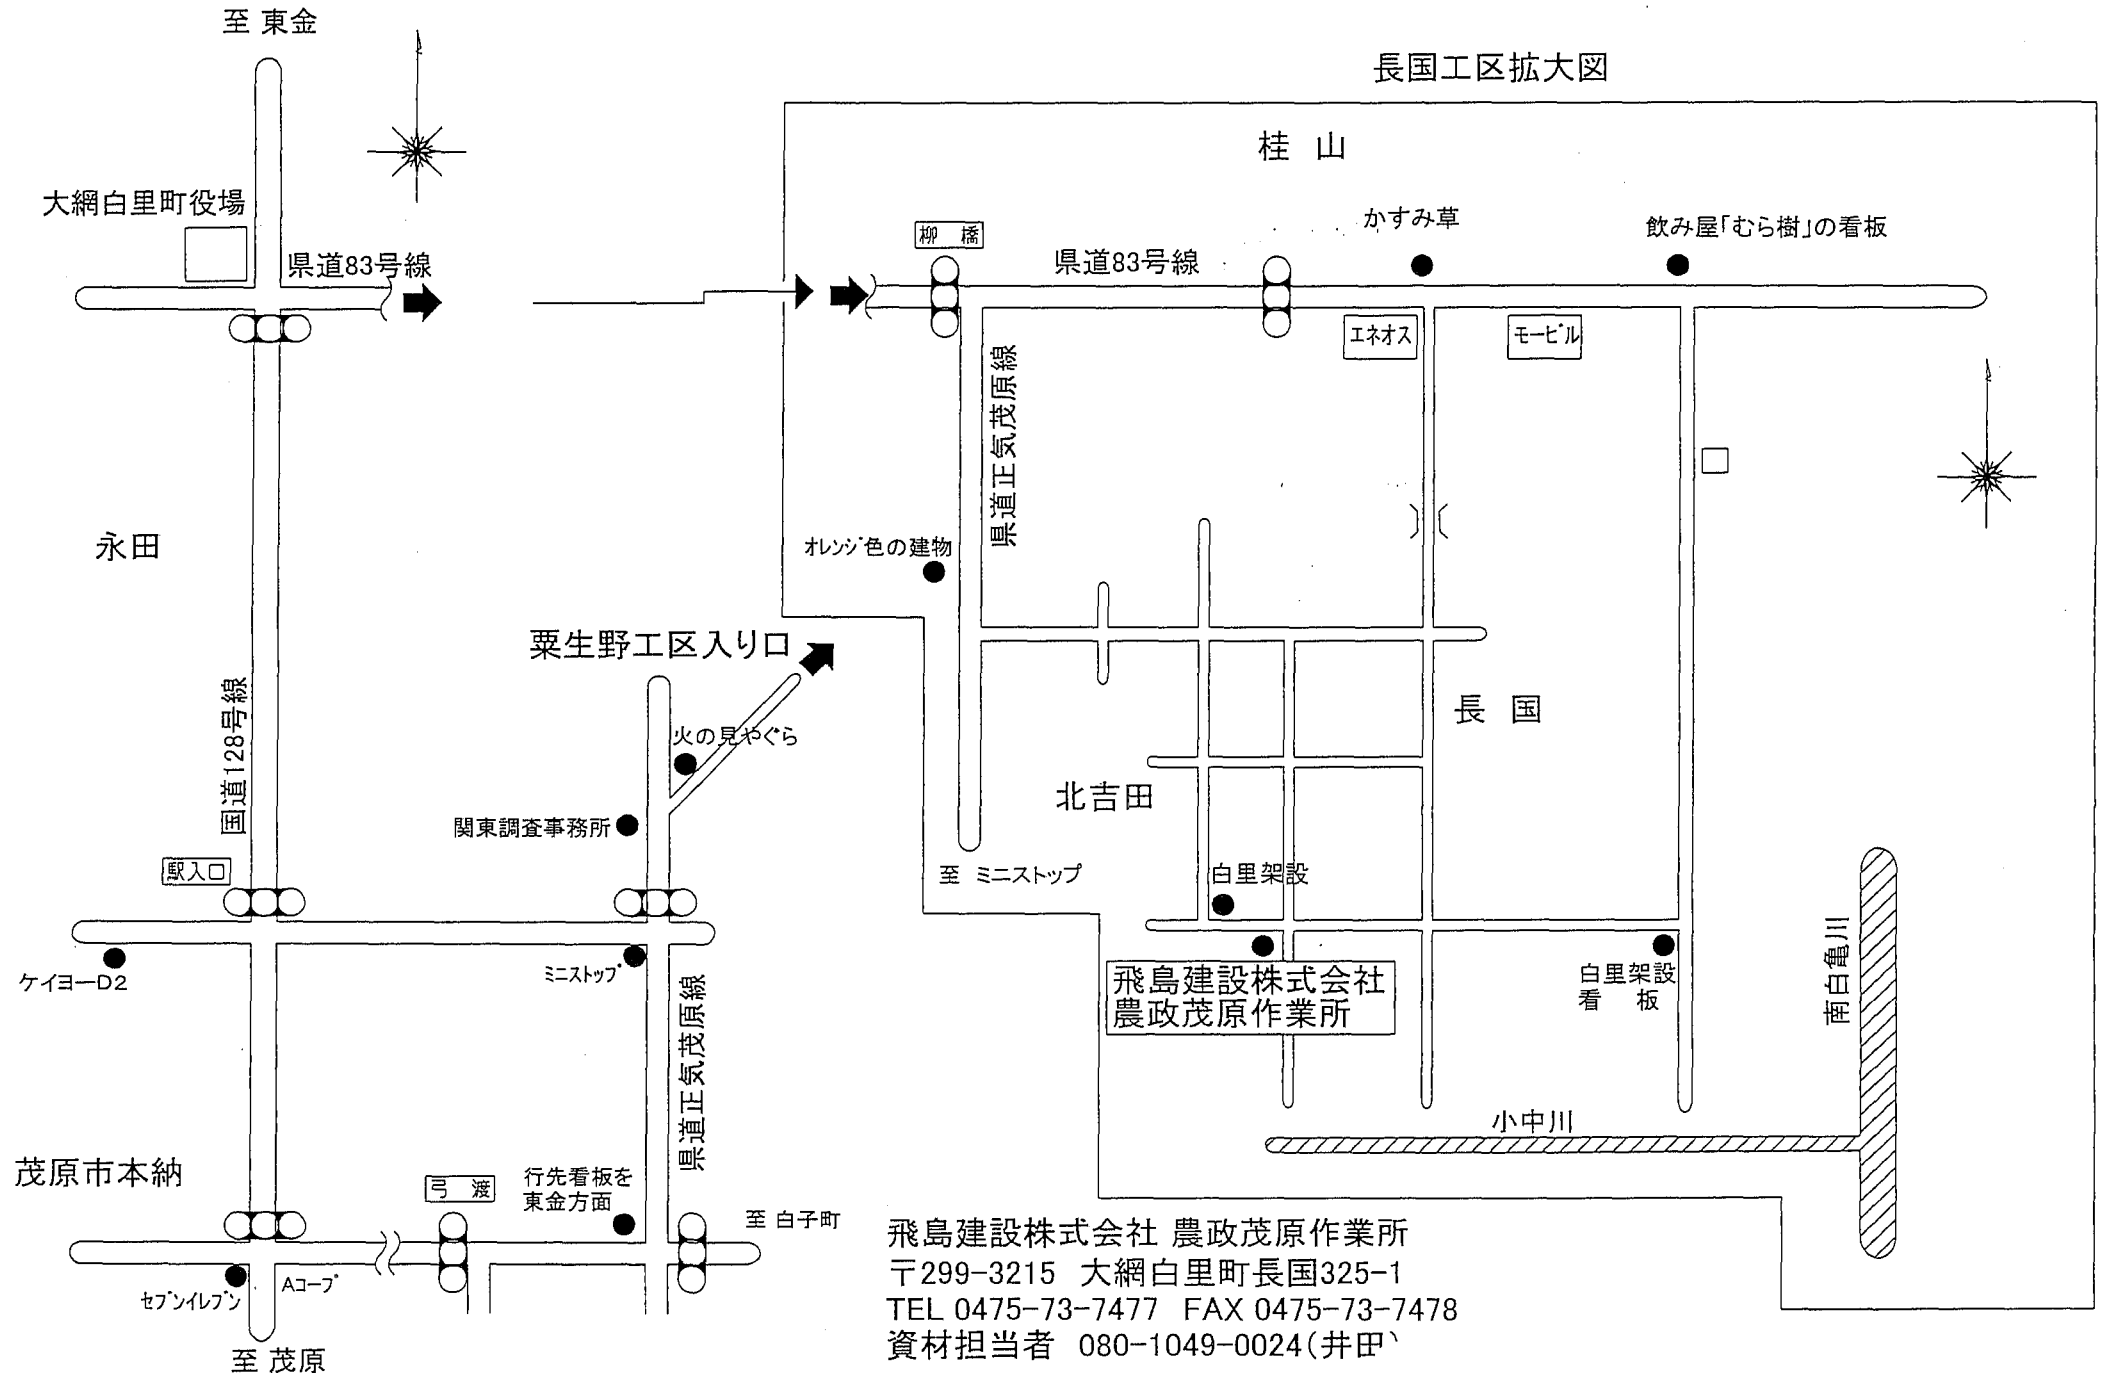 至 東金
長国工区拡大図
桂 山
大網白里町役場
県道83号線
柳 橋
県道83号線
かすみ草
飲み屋「むら樹」の看板
エネオス
モービル
県道正気茂原線
永田
オレンジ色の建物
粟生野工区入り口
国道128号線
火の見やぐら
長 国
北吉田
関東調査事務所
駅入口
至 ミニストップ
白里架設
ケイヨーD2
ミニストップ
県道正気茂原線
飛島建設株式会社
農政茂原作業所
白里架設
看 板
南白亀川
小中川
茂原市本納
弓 渡
行先看板を
東金方面
至 白子町
セブンイレブン
Aコープ
至 茂原
飛島建設株式会社 農政茂原作業所
〒299-3215 大網白里町長国325-1
TEL 0475-73-7477 FAX 0475-73-7478
資材担当者 080-1049-0024(井田